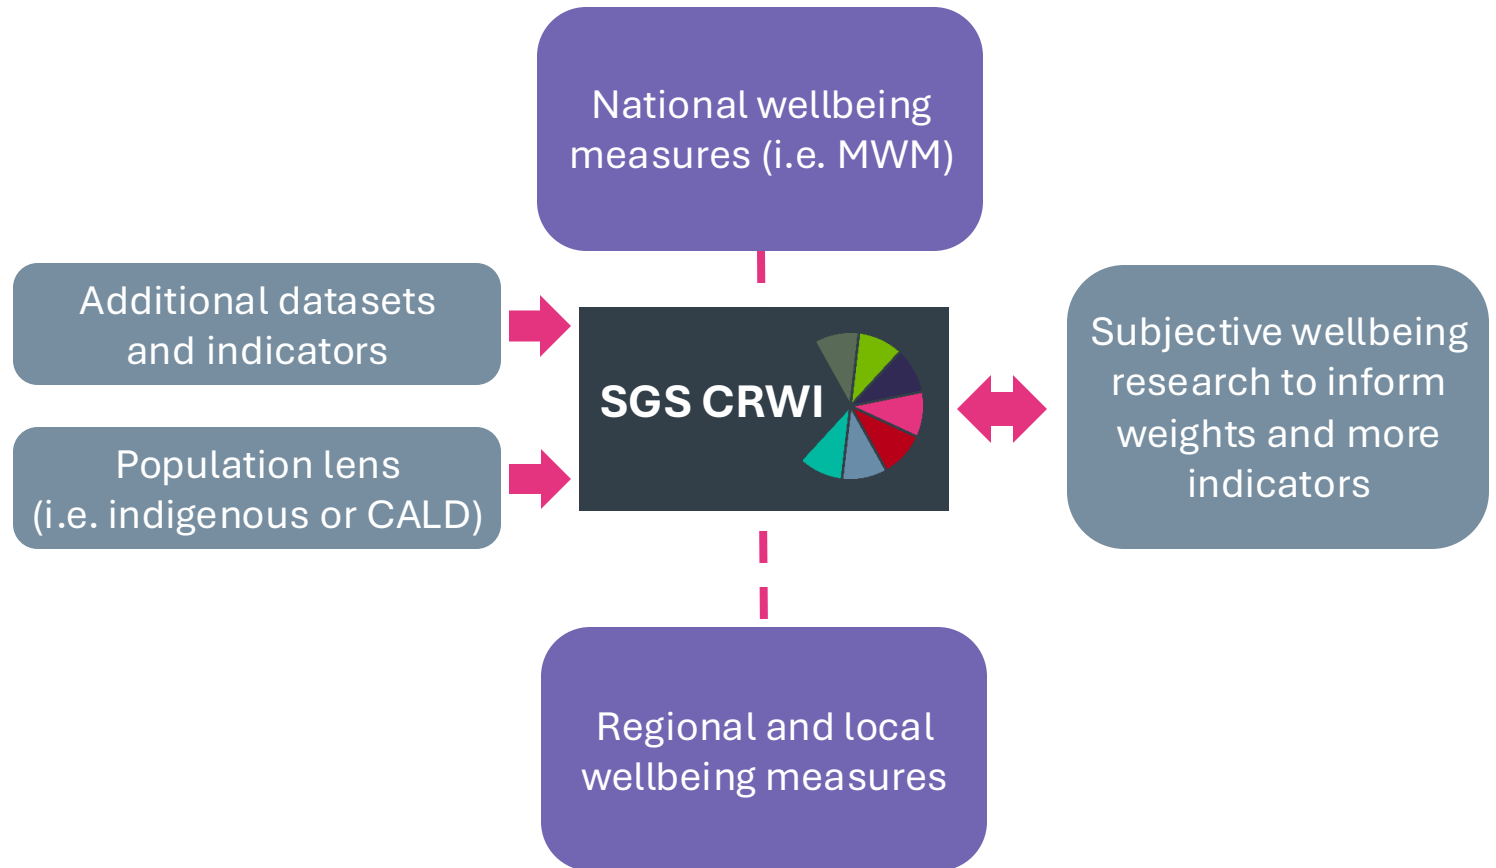 National wellbeing
measures (i.e. MWM)
Additional datasets
and indicators
Population lens
(i.e. indigenous or CALD)
SGS CRWI
Subjective wellbeing
research to inform
weights and more
indicators
Regional and local
wellbeing measures